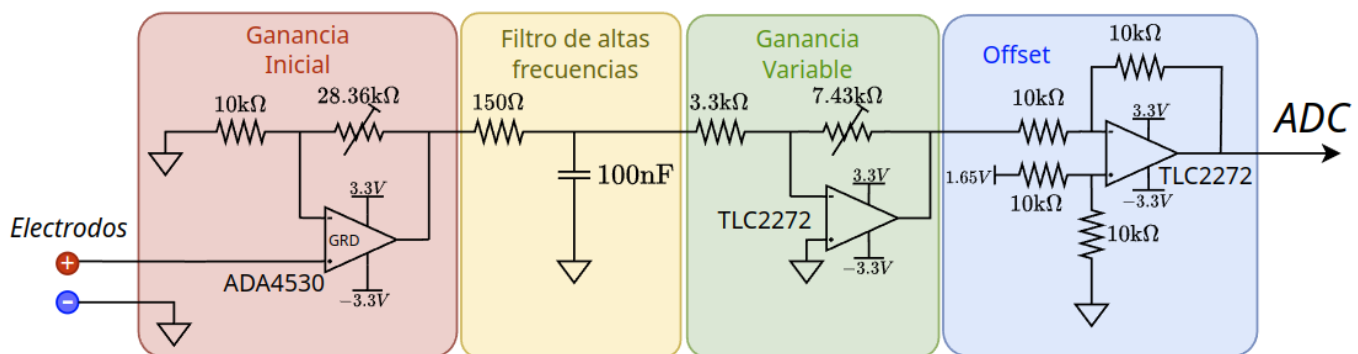 Ganancia
Inicial
10kΩ
28.36kΩ
3.3V
GRD
-3.3V
ADA4530
Electrodos
+
-
Filtro de altas
frecuencias
150Ω
100nF
Ganancia
Variable
3.3kΩ
7.43kΩ
3.3V
TLC2272
-3.3V
Offset
10kΩ
10kΩ
3.3V
1.65V
10kΩ
TLC2272
-3.3V
10kΩ
ADC